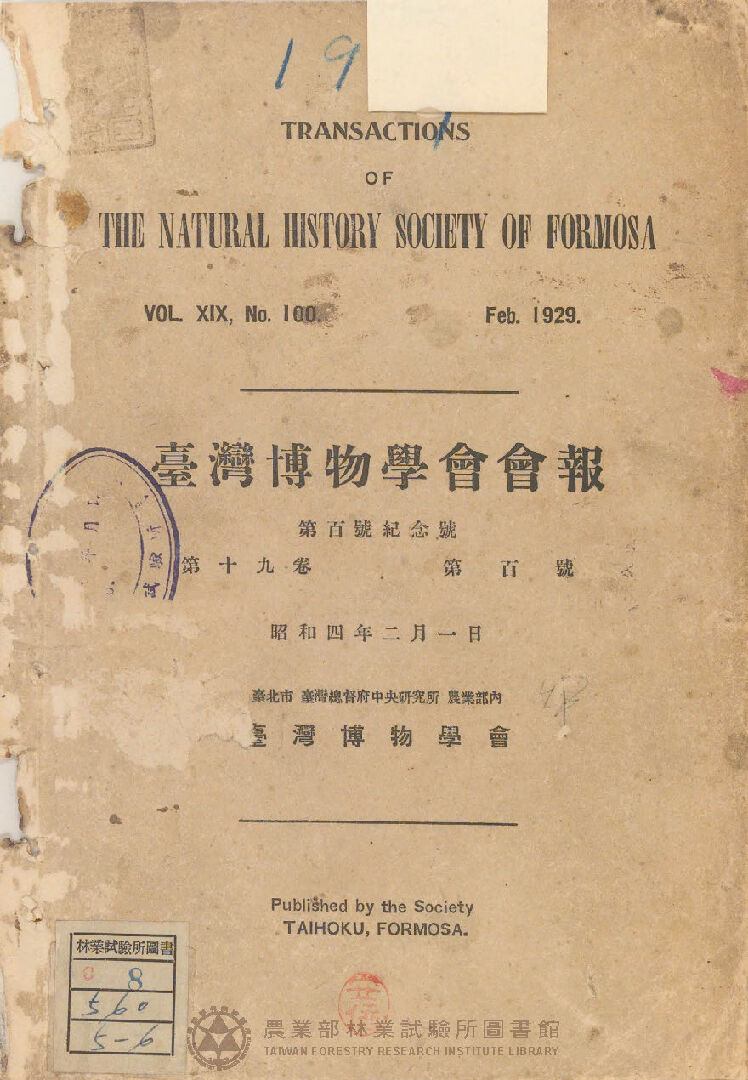 19
TRANSACTIONS
OF
THE NATURAL HISTORY SOCIETY OF FORMOSA
VOL. XIX, No. 100.
Feb. 1929.
臺灣博物學會會報
第百號紀念號
第十九卷
第百號
昭和四年二月一日
臺北市 臺灣總督府中央研究所 農業部內
臺灣博物學會
Published by the Society
TAIHOKU, FORMOSA.
林業試驗所圖書
C 8
560
5-6
農業部林業試驗所圖書館
TAIWAN FORESTRY RESEARCH INSTITUTE LIBRARY